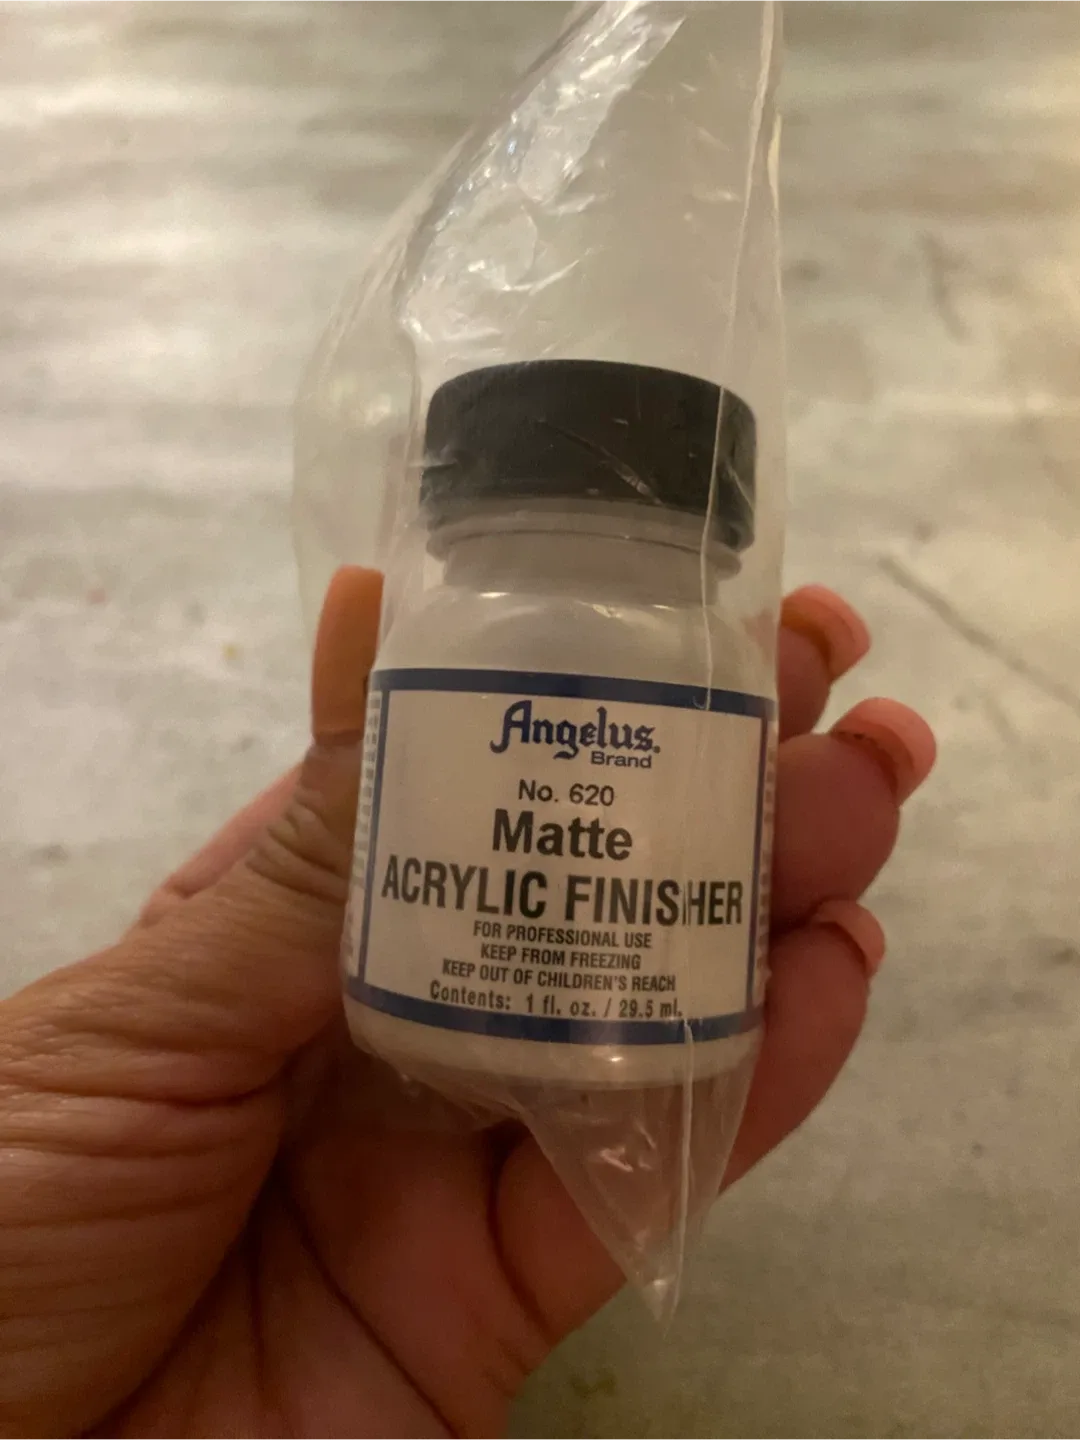 Angelus.
Brand
No. 620
Matte
ACRYLIC FINISHER
FOR PROFESSIONAL USE
KEEP FROM FREEZING
KEEP OUT OF CHILDREN'S REACH
Contents: 1 fl. oz. / 29.5 ml.